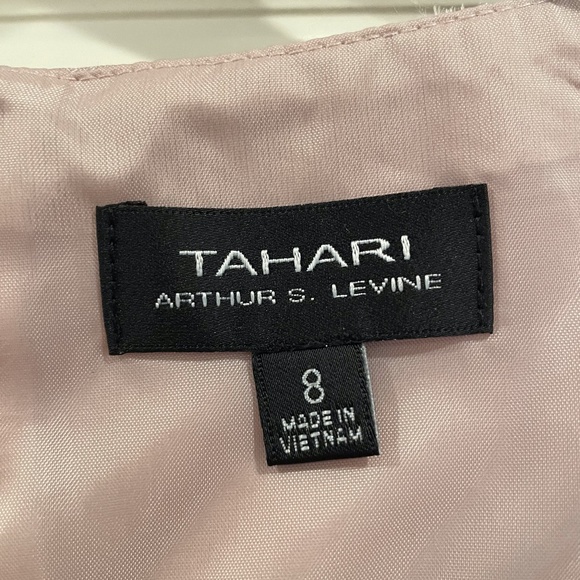 TAHARI
ARTHUR S. LEVINE
8
MADE IN
VIETNAM